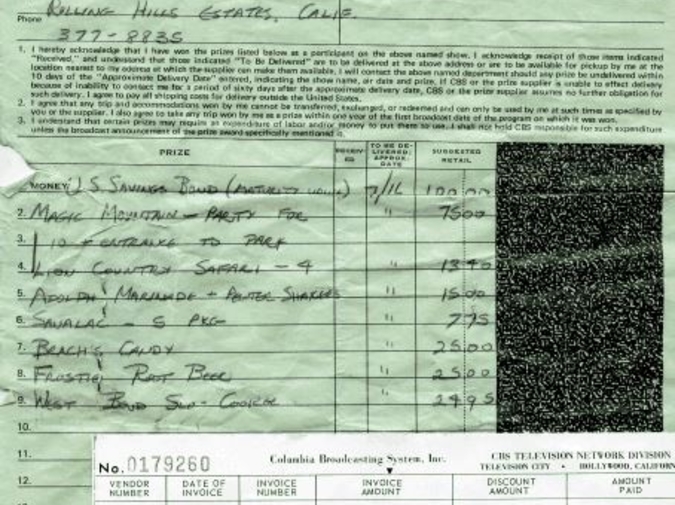 ROLLING HILLS ESTATES, CALIF.
Phone
377-8835
1. I hereby acknowledge that I have won the prizes listed below as a participant on the above named show. I acknowledge receipt of those items indicated
"Received," and understand that those indicated "To Be Delivered" are to be delivered at the above address or are to be available for pickup by me at the
location nearest to my address at which the supplier can make them available. I will contact the above named department should any prize be undelivered within
10 days of the "Approximate Delivery Date" entered, indicating the show name, air date and prize. If CBS or the prize supplier is unable to effect delivery
because of inability to contact me for a period of sixty days after the approximate delivery date, CBS or the prize supplier assumes no further obligation for
such delivery. I agree to pay all shipping costs for delivery outside the United States.
2. I agree that any trip and accommodations won by me cannot be transferred, exchanged, or redeemed and can only be used by me at such times as specified by
you or the supplier. I also agree to take any trip won by me as a prize within one year of the first broadcast date of the program on which it was won.
3. I understand that certain prizes may require an expenditure of labor and/or money to put them to use. I shall not hold CBS responsible for such expenditure
unless the broadcast announcement of the prize award specifically mentioned it.
PRIZE RECEIVED TO BE DELIVERED: APPROX. DATE SUGGESTED RETAIL
MONEY U.S. SAVINGS BOND (MATURITY VALUE) 7/16 100 00
2. MAGIC MOUNTAIN - PARTY FOR " 75 00
3. 10 + ENTRANCE TO PARK
4. LION COUNTRY SAFARI - 4 " 13 90
5. ADOLPH'S MARINADE + SHAKERS " 15 00
6. SAVALAC - 5 PKG " 7 75
7. BRACH'S CANDY " 25 00
8. FROSTIE ROOT BEER " 25 00
9. WEST BEND SLO-COOKER " 24 95
10.
11.
12.
No. 0179260
Columbia Broadcasting System, Inc.
CBS TELEVISION NETWORK DIVISION
TELEVISION CITY • HOLLYWOOD, CALIFORN
VENDOR NUMBER DATE OF INVOICE INVOICE NUMBER INVOICE AMOUNT DISCOUNT AMOUNT AMOUNT PAID